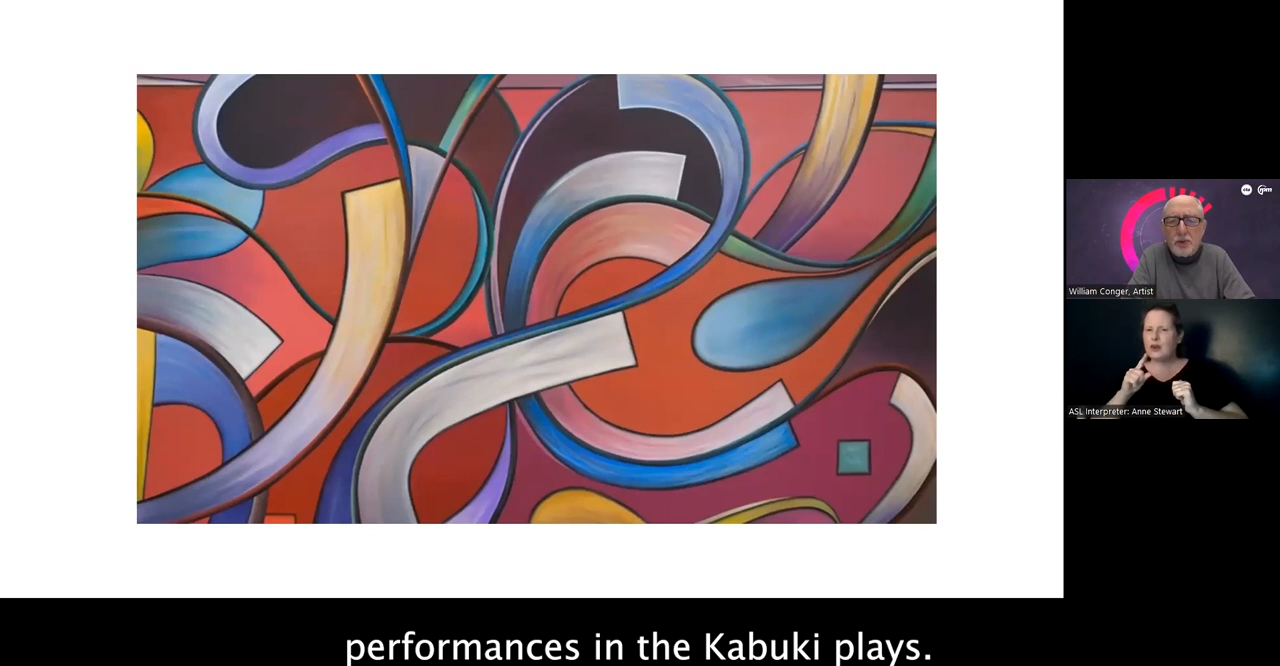 William Conger, Artist
ASL Interpreter: Anne Stewart
performances in the Kabuki plays.